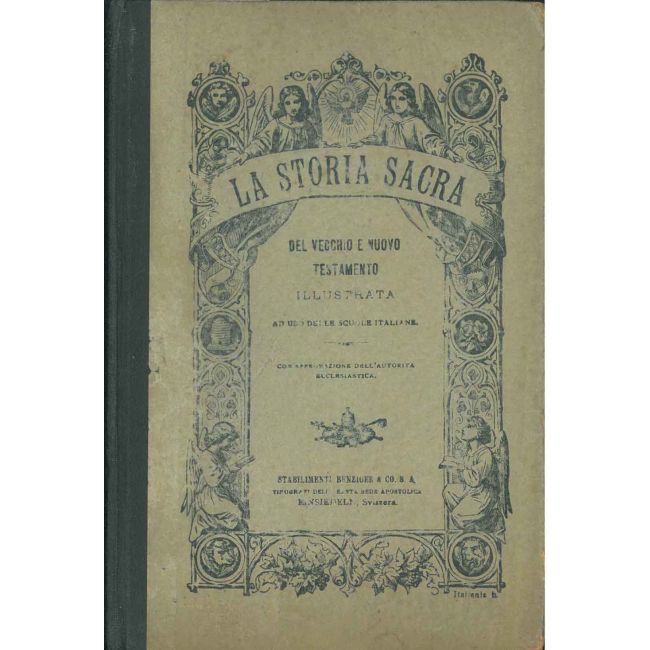 LA STORIA SACRA
DEL VECCHIO E NUOVO
TESTAMENTO
ILLUSTRATA
AD USO DELLE SCUOLE ITALIANE.
CON APPROVAZIONE DELL'AUTORITÀ
ECCLESIASTICA.
STABILIMENTI BENZIGER & CO. S. A.
TIPOGRAFI DELLA SANTA SEDE APOSTOLICA
EINSIEDELN, Svizzera.
Italienis b.